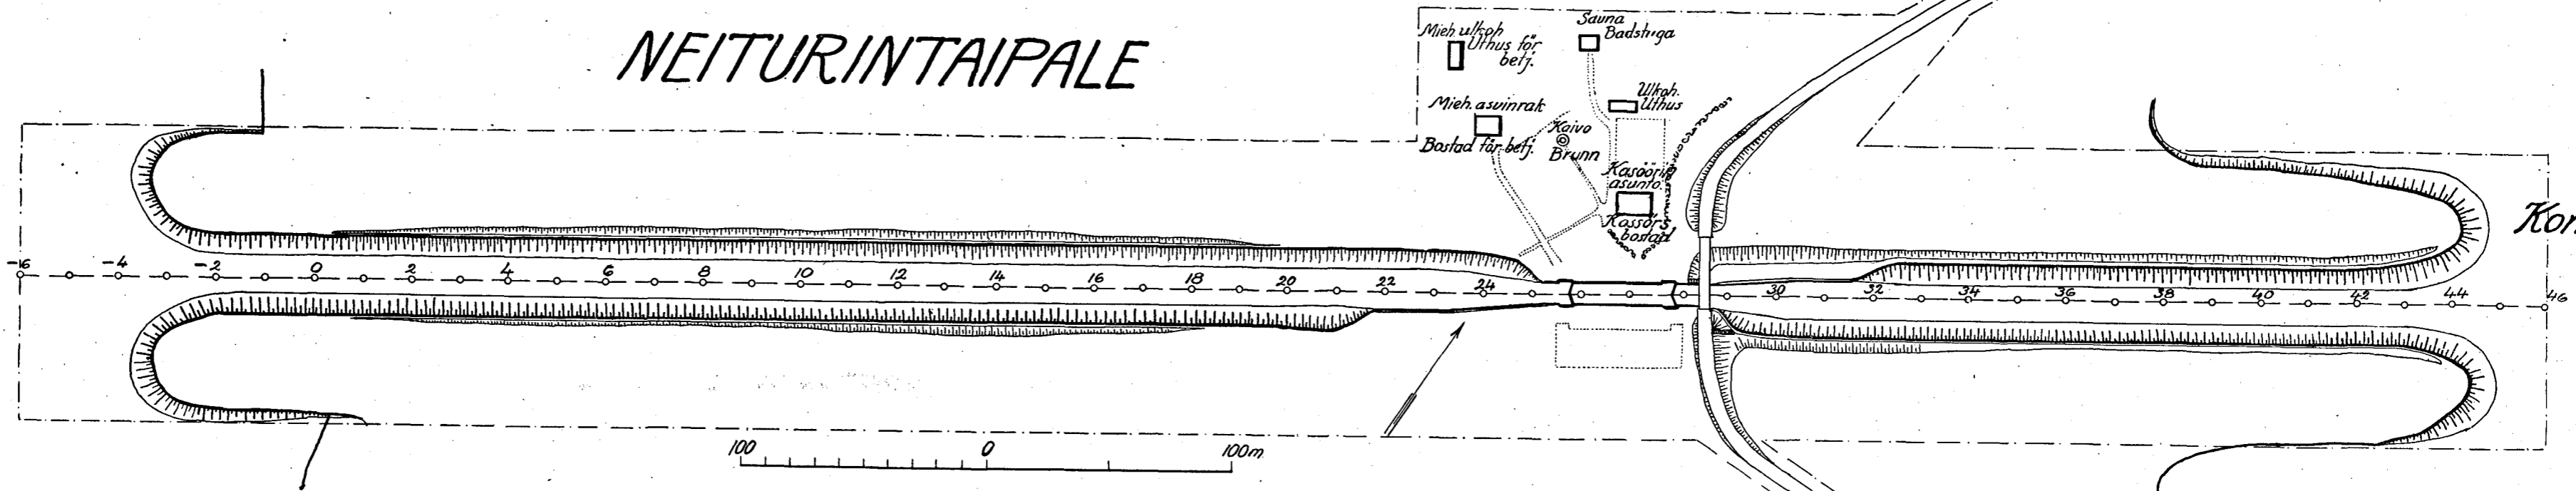 NEITURINTAIPALE
Mieh ulkoh
Uthus för
betj.
Sauna
Badstuga
Ulkoh.
Uthus
Mieh. asuinrak
Bostad för betj.
Kaivo
Brunn
Kasöörin
asunto.
Kassörs
bostad
Kon
-16 -4 -2 0 2 4 6 8 10 12 14 16 18 20 22 24 30 32 34 36 38 40 42 44 46
100 0 100m